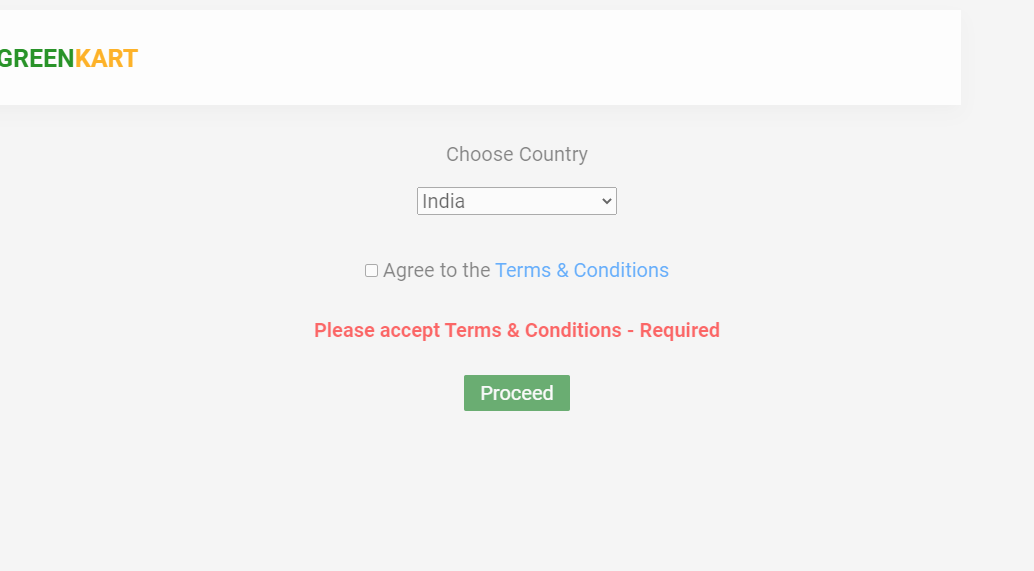 GREENKART
Choose Country
India
Agree to the Terms & Conditions
Please accept Terms & Conditions - Required
Proceed